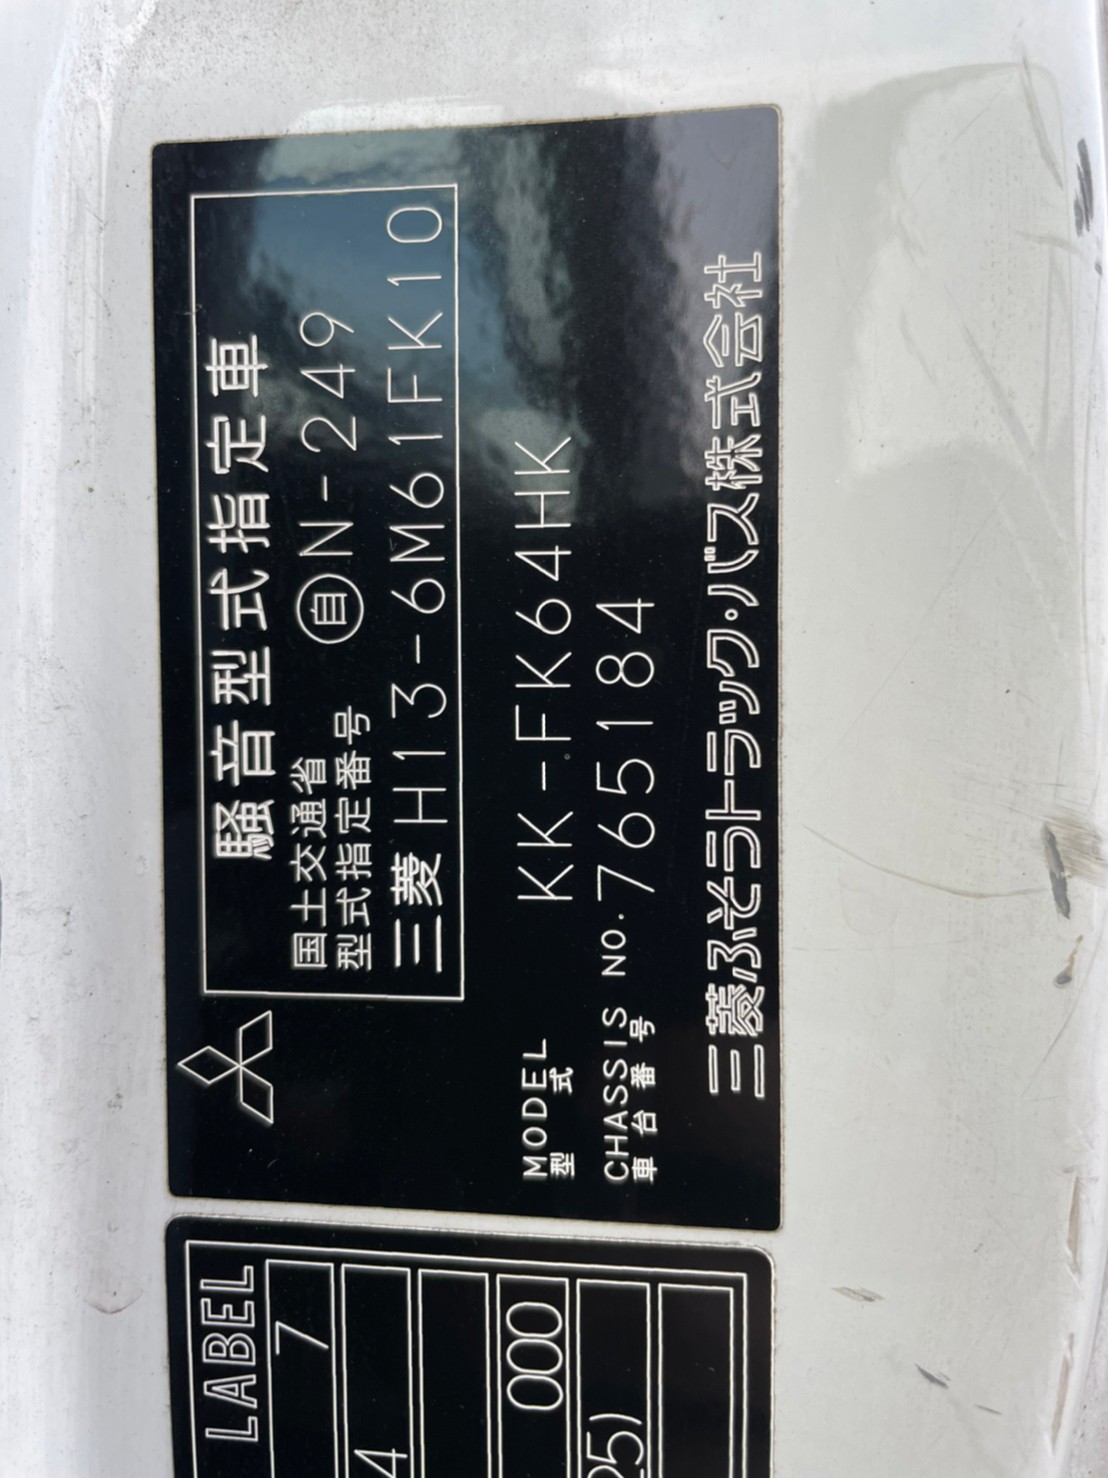 騒音型式指定車
国土交通省
型式指定番号
自N-249
三菱 H13-6M61FK10
MODEL
型式
KK-FK64HK
CHASSIS NO.
車台番号
765184
三菱ふそうトラック・バス株式会社
LABEL
7
4
000
25)